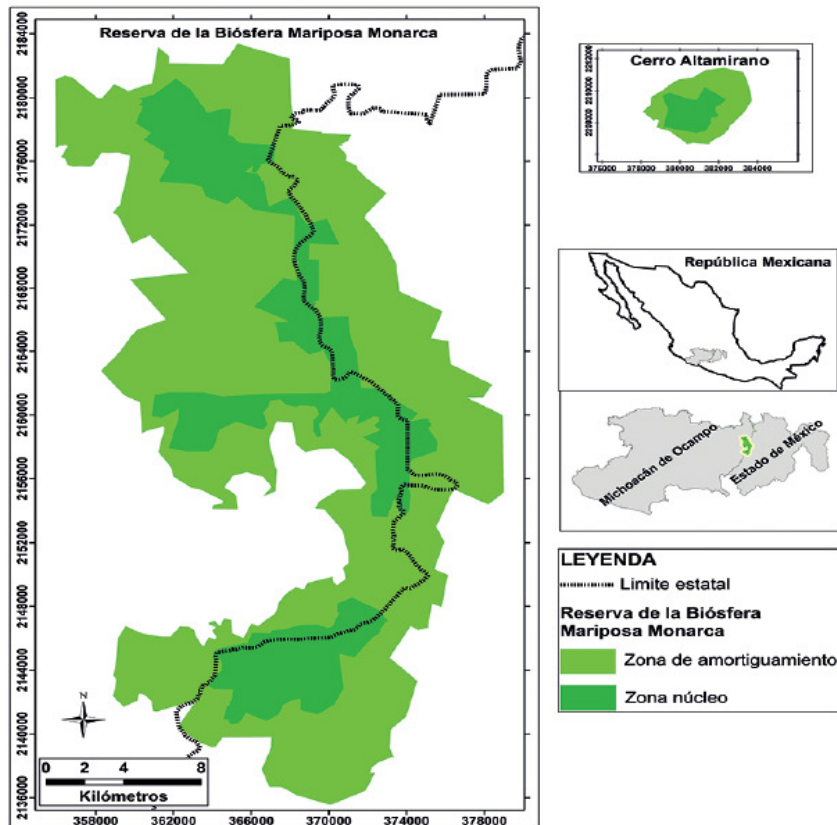 Reserva de la Biósfera Mariposa Monarca
2184000
2180000
2176000
2172000
2168000
2164000
2160000
2156000
2152000
2148000
2144000
2140000
2136000
358000 362000 366000 370000 374000 378000
N
0 2 4 8
Kilómetros
Cerro Altamirano
376000 378000 380000 382000 384000
República Mexicana
Michoacán de Ocampo
Estado de México
LEYENDA
Limite estatal
Reserva de la Biósfera
Mariposa Monarca
Zona de amortiguamiento
Zona núcleo